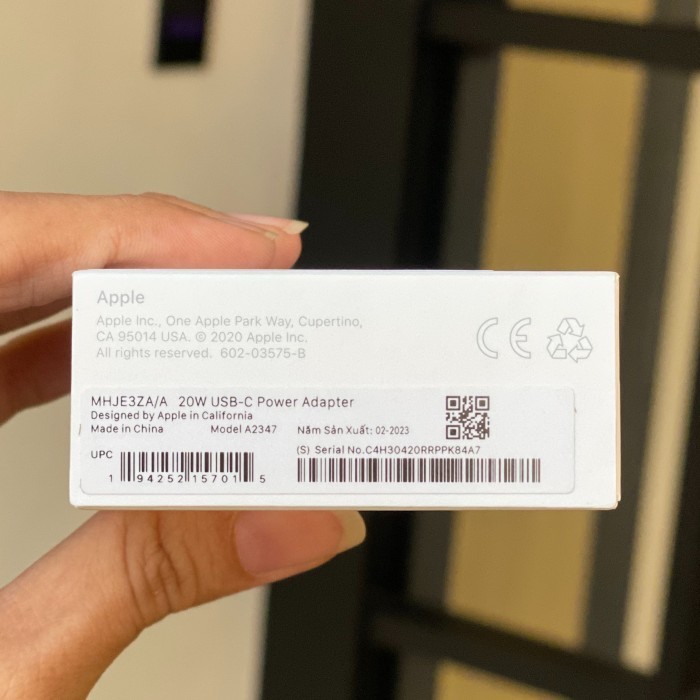 Apple
Apple Inc., One Apple Park Way, Cupertino,
CA 95014 USA. © 2020 Apple Inc.
All rights reserved. 602-03575-B
CE
MHJE3ZA/A 20W USB-C Power Adapter
Designed by Apple in California
Made in China Model A2347 Năm Sản Xuất: 02-2023
(S) Serial No.C4H30420RRPPK84A7
UPC
1 94252 15701 5